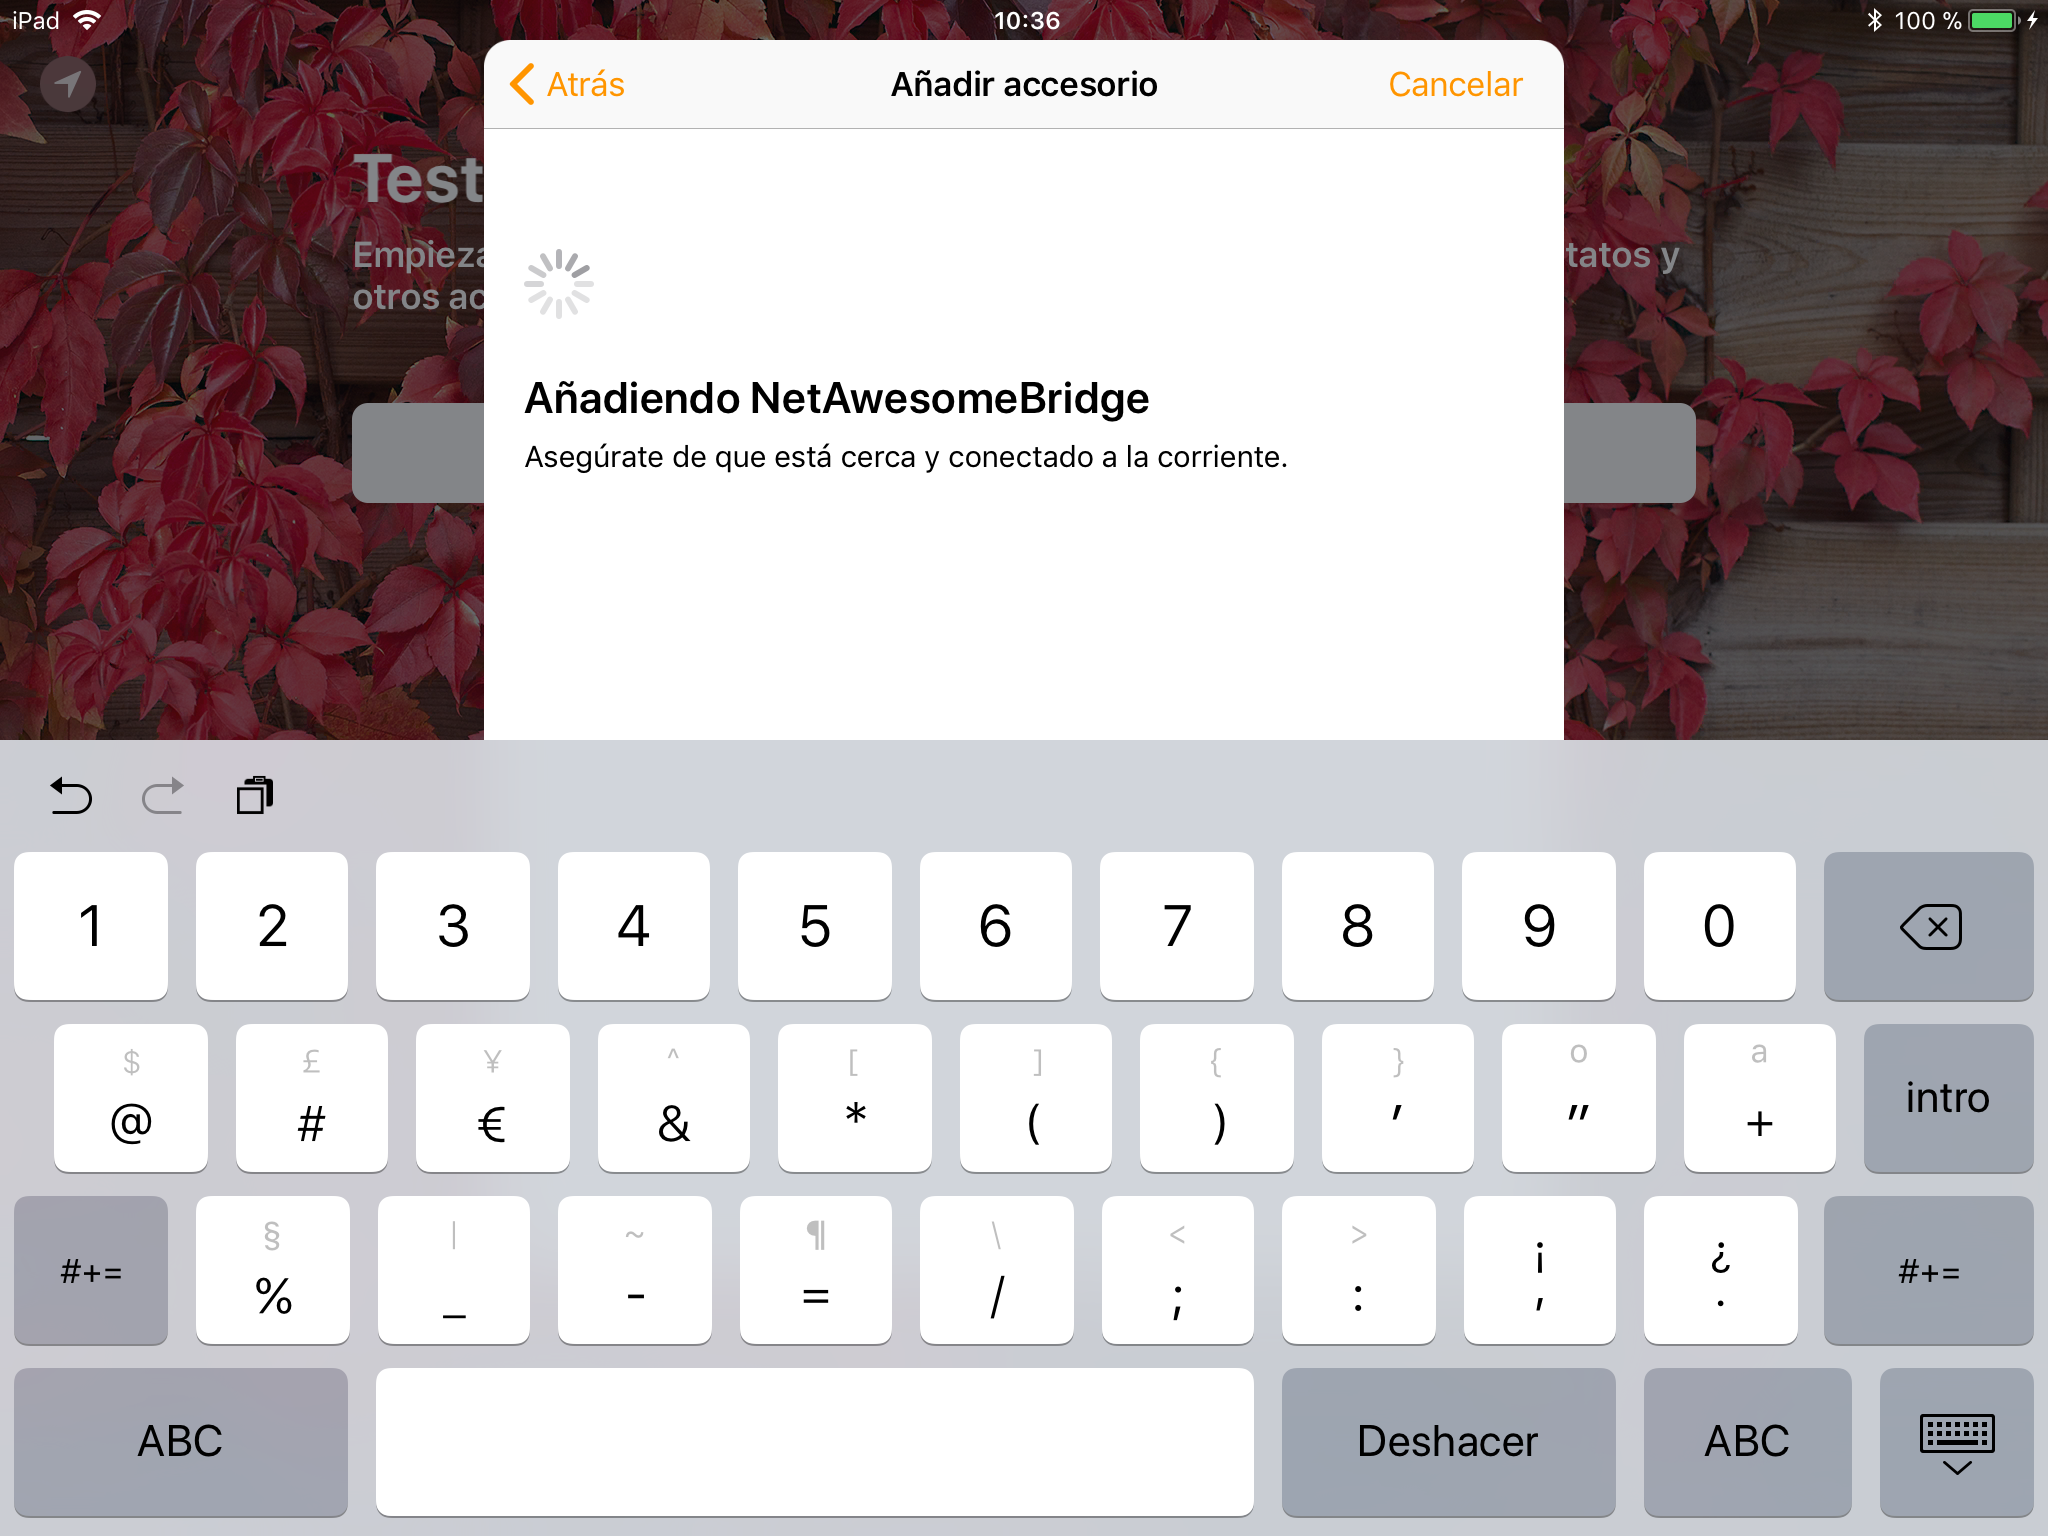 iPad 10:36 100 %
Atrás Añadir accesorio Cancelar
Test
Empieza tatos y
otros ac
Añadiendo NetAwesomeBridge
Asegúrate de que está cerca y conectado a la corriente.
1 2 3 4 5 6 7 8 9 0
$ £ ¥ ^ [ ] { } º ª
@ # € & * ( ) ' " + intro
§ | ~ ¶ \ < > ¡ ¿
#+= % _ - = / ; : , . #+=
ABC Deshacer ABC